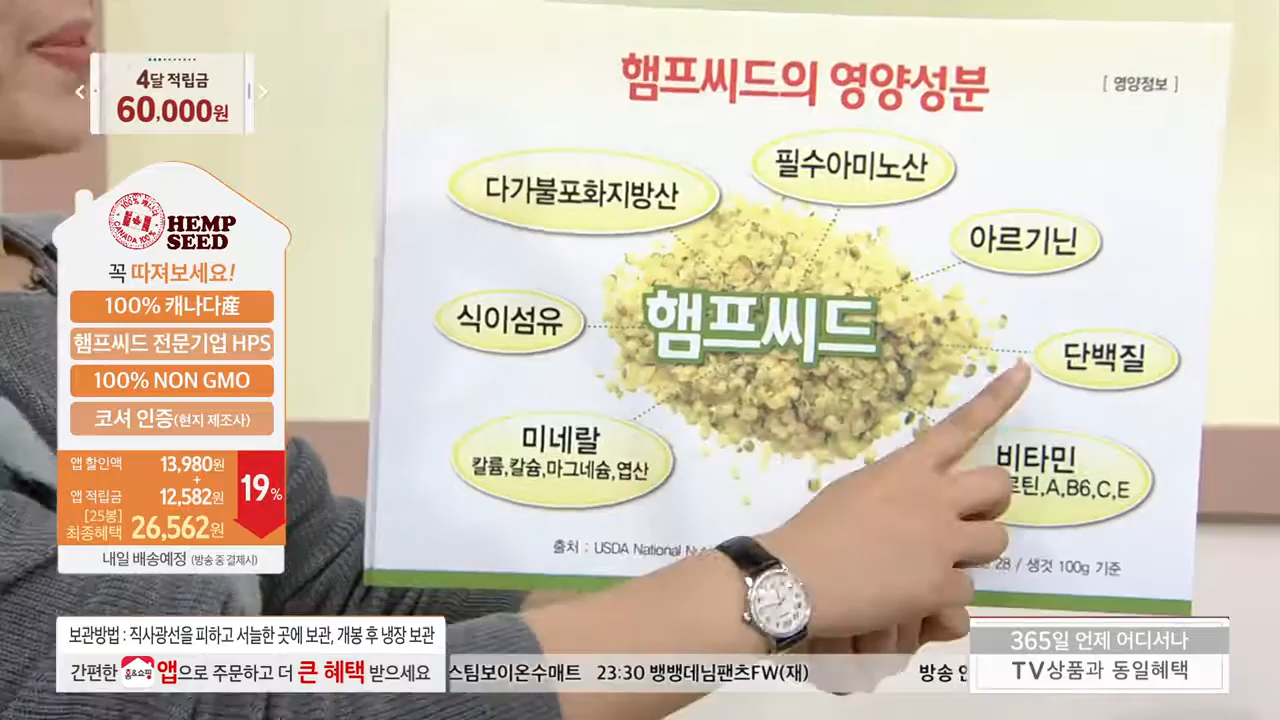 4달 적립금
60,000원
100% 캐나다
CANADA 100%
HEMP
SEED
꼭 따져보세요!
100% 캐나다産
햄프씨드 전문기업 HPS
100% NON GMO
코셔 인증(현지 제조사)
앱 할인액 13,980원
+
앱 적립금 12,582원
19%
[25봉]
최종혜택 26,562원
내일 배송예정 (방송 중 결제시)
햄프씨드의 영양성분
[ 영양정보 ]
필수아미노산
다가불포화지방산
아르기닌
식이섬유
햄프씨드
단백질
미네랄
칼륨,칼슘,마그네슘,엽산
비타민
틴,A,B6,C,E
출처 : USDA National 28 / 생것 100g 기준
보관방법 : 직사광선을 피하고 서늘한 곳에 보관, 개봉 후 냉장 보관
365일 언제 어디서나
간편한 홈&쇼핑 앱으로 주문하고 더 큰 혜택 받으세요
스팀보이온수매트 23:30 뱅뱅데님팬츠FW(재) 방송
TV상품과 동일혜택